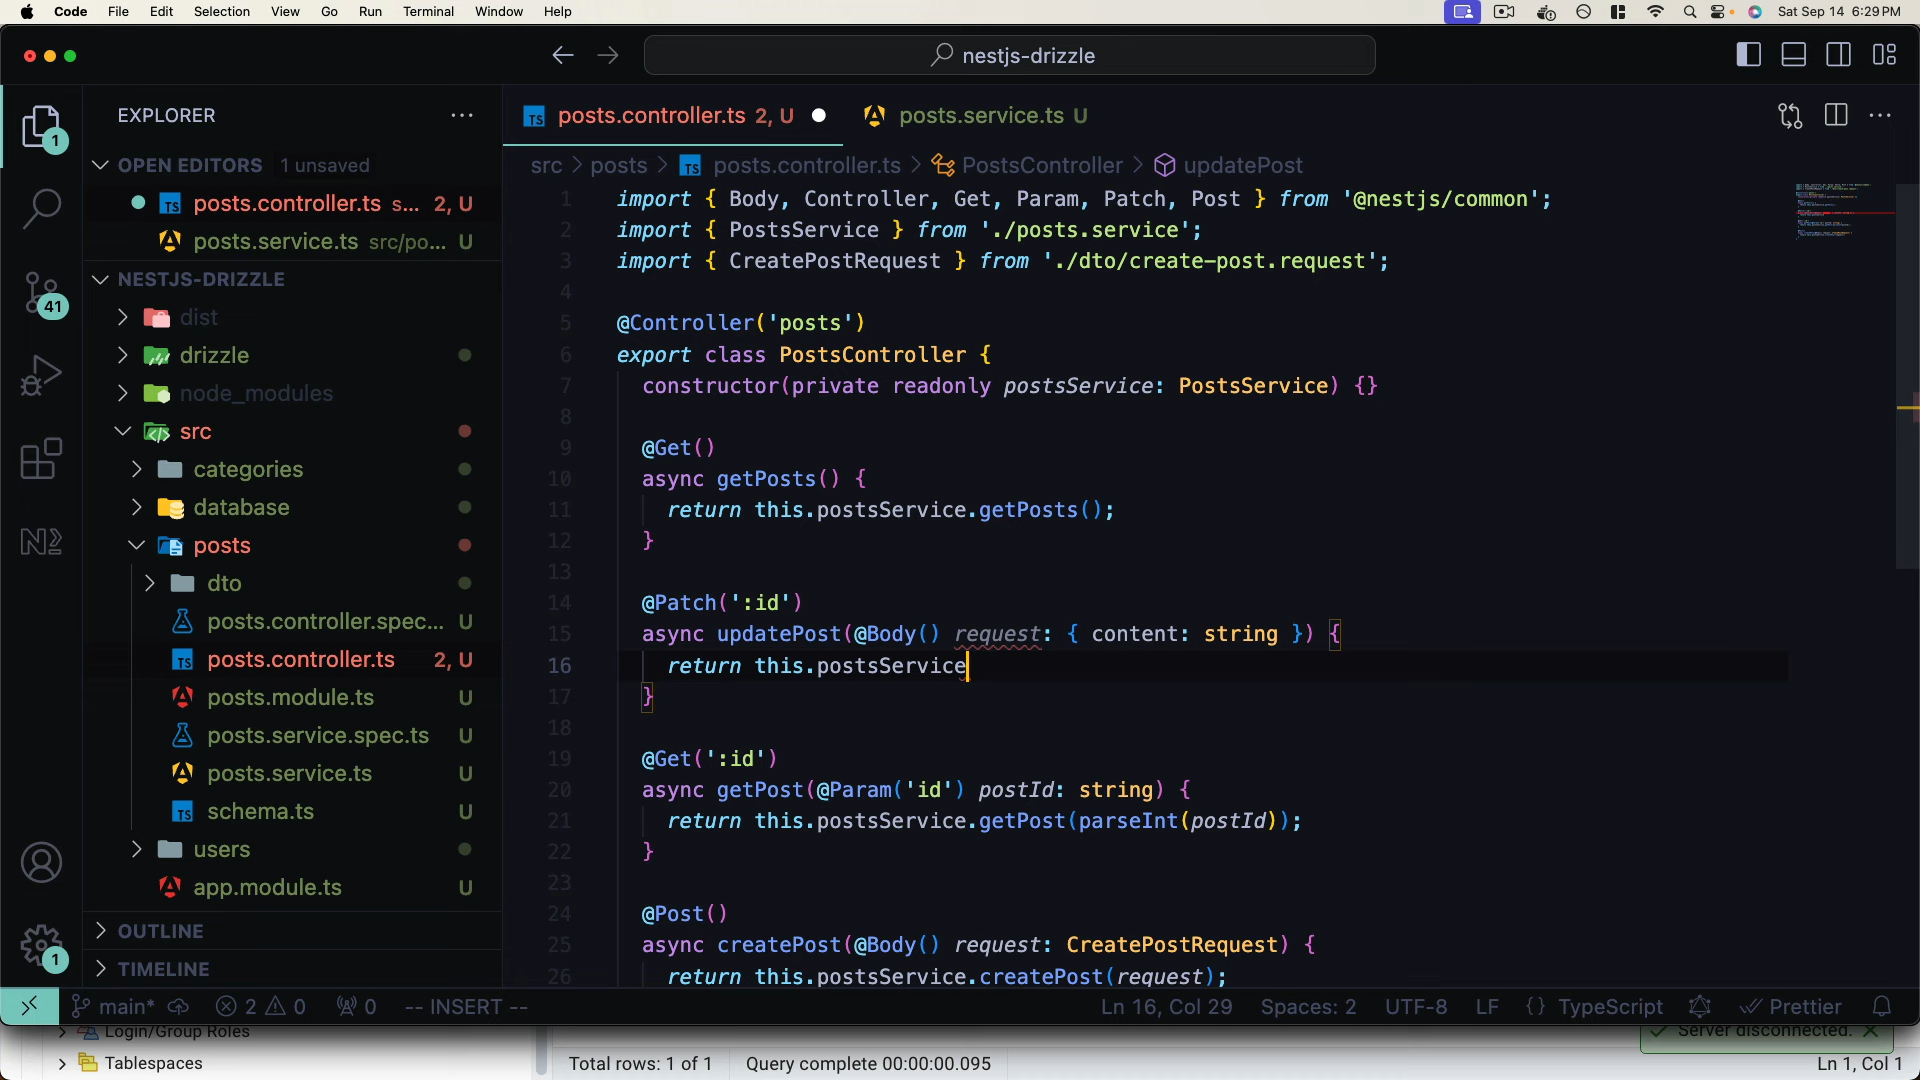 Code File Edit Selection View Go Run Terminal Window Help Sat Sep 14 6:29 PM
nestjs-drizzle
EXPLORER
TS posts.controller.ts 2, U
posts.service.ts U
1
OPEN EDITORS 1 unsaved
src > posts > TS posts.controller.ts > PostsController > updatePost
TS posts.controller.ts s... 2, U
posts.service.ts src/po... U
NESTJS-DRIZZLE
41
dist
drizzle
node_modules
src
categories
database
posts
dto
posts.controller.spec... U
TS posts.controller.ts 2, U
posts.module.ts U
posts.service.spec.ts U
posts.service.ts U
TS schema.ts U
users
app.module.ts U
OUTLINE
1
TIMELINE
1 import { Body, Controller, Get, Param, Patch, Post } from '@nestjs/common';
2 import { PostsService } from './posts.service';
3 import { CreatePostRequest } from './dto/create-post.request';
4
5 @Controller('posts')
6 export class PostsController {
7 constructor(private readonly postsService: PostsService) {}
8
9 @Get()
10 async getPosts() {
11 return this.postsService.getPosts();
12 }
13
14 @Patch(':id')
15 async updatePost(@Body() request: { content: string }) {
16 return this.postsService
17 }
18
19 @Get(':id')
20 async getPost(@Param('id') postId: string) {
21 return this.postsService.getPost(parseInt(postId));
22 }
23
24 @Post()
25 async createPost(@Body() request: CreatePostRequest) {
26 return this.postsService.createPost(request);
main* 2 0 0 -- INSERT -- Ln 16, Col 29 Spaces: 2 UTF-8 LF {} TypeScript Prettier
Login/Group Roles
Server disconnected.
Tablespaces
Total rows: 1 of 1 Query complete 00:00:00.095 Ln 1, Col 1